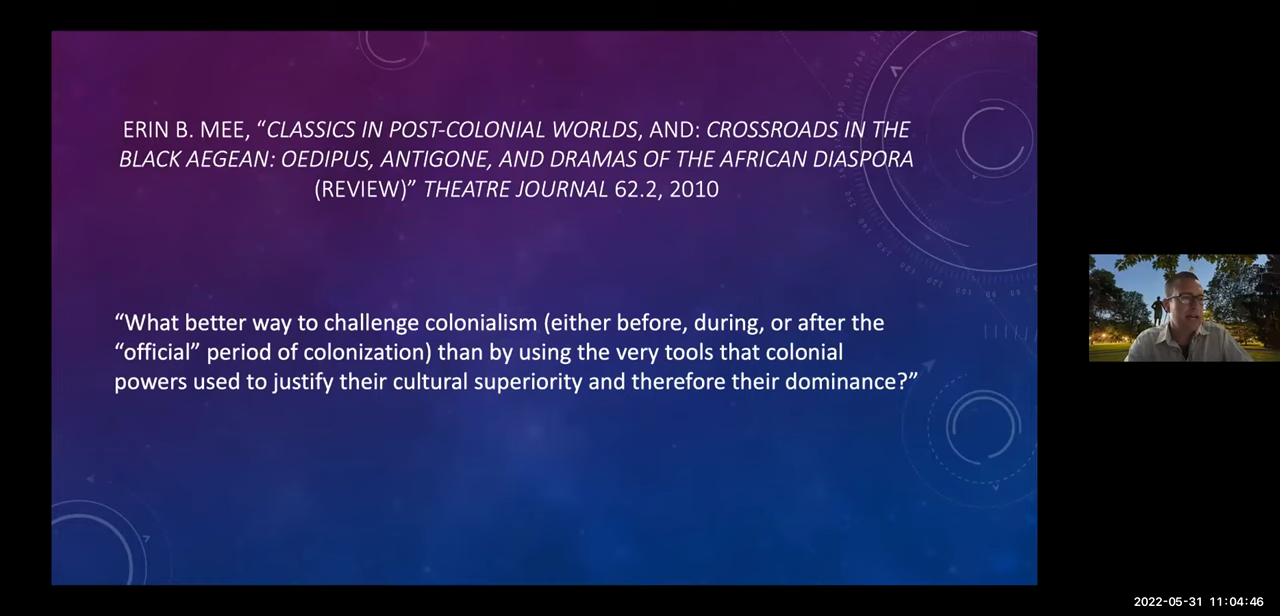 ERIN B. MEE, “CLASSICS IN POST-COLONIAL WORLDS, AND: CROSSROADS IN THE
BLACK AEGEAN: OEDIPUS, ANTIGONE, AND DRAMAS OF THE AFRICAN DIASPORA
(REVIEW)” THEATRE JOURNAL 62.2, 2010
“What better way to challenge colonialism (either before, during, or after the
“official” period of colonization) than by using the very tools that colonial
powers used to justify their cultural superiority and therefore their dominance?”
2022-05-31 11:04:46